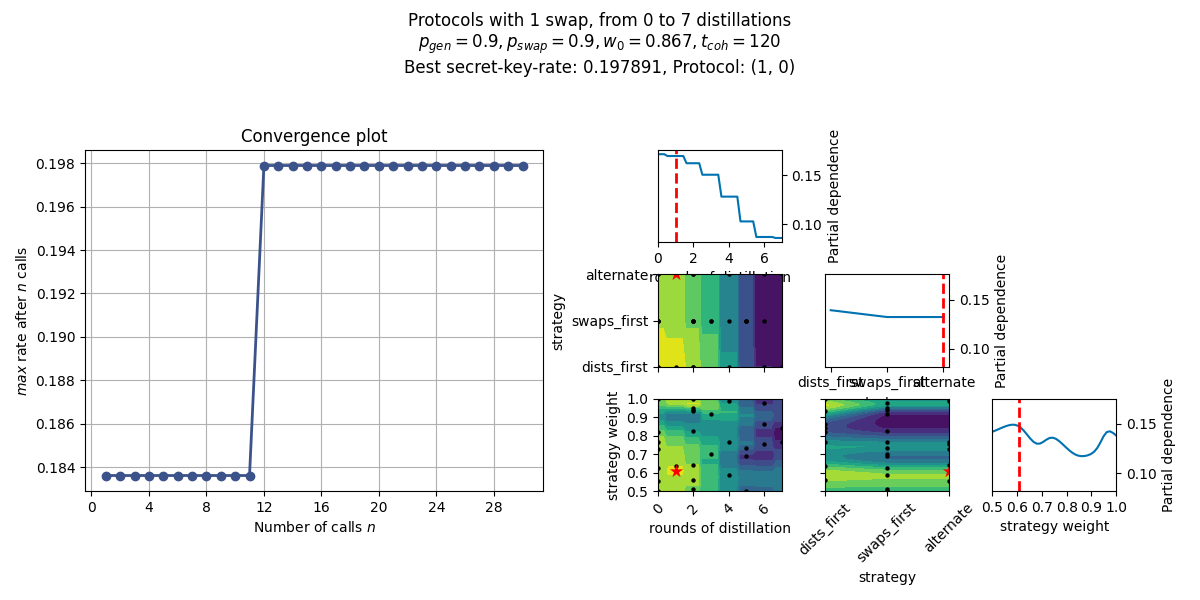 Protocols with 1 swap, from 0 to 7 distillations
p_gen = 0.9, p_swap = 0.9, w_0 = 0.867, t_coh = 120
Best secret-key-rate: 0.197891, Protocol: (1, 0)
Convergence plot
max rate after n calls
0.198
0.196
0.194
0.192
0.190
0.188
0.186
0.184
0 4 8 12 16 20 24 28
Number of calls n
0.15
0.10
Partial dependence
0 2 4 6
strategy
alternate
swaps_first
dists_first
0.15
0.10
Partial dependence
dists_first swaps_first alternate
strategy weight
1.0
0.9
0.8
0.7
0.6
0.5
0 2 4 6
rounds of distillation
dists_first swaps_first alternate
strategy
0.15
0.10
Partial dependence
0.5 0.6 0.7 0.8 0.9 1.0
strategy weight